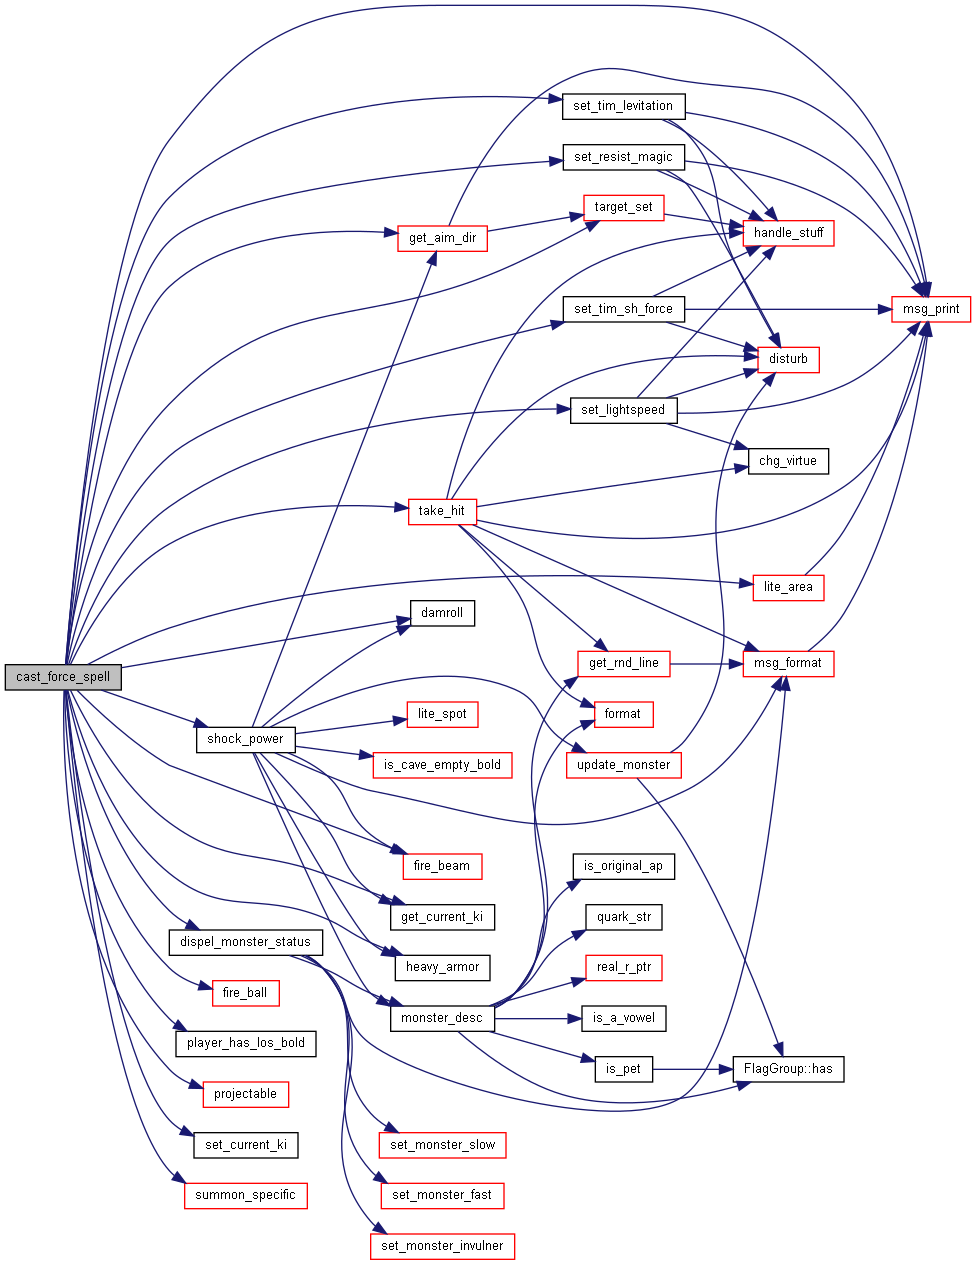 set_tim_levitation
set_resist_magic
target_set
handle_stuff
get_aim_dir
set_tim_sh_force
msg_print
disturb
set_lightspeed
chg_virtue
take_hit
lite_area
damroll
get_rnd_line
msg_format
cast_force_spell
format
lite_spot
shock_power
is_cave_empty_bold
update_monster
fire_beam
is_original_ap
get_current_ki
quark_str
dispel_monster_status
heavy_armor
real_r_ptr
fire_ball
monster_desc
is_a_vowel
player_has_los_bold
is_pet
FlagGroup::has
projectable
set_current_ki
set_monster_slow
summon_specific
set_monster_fast
set_monster_invulner